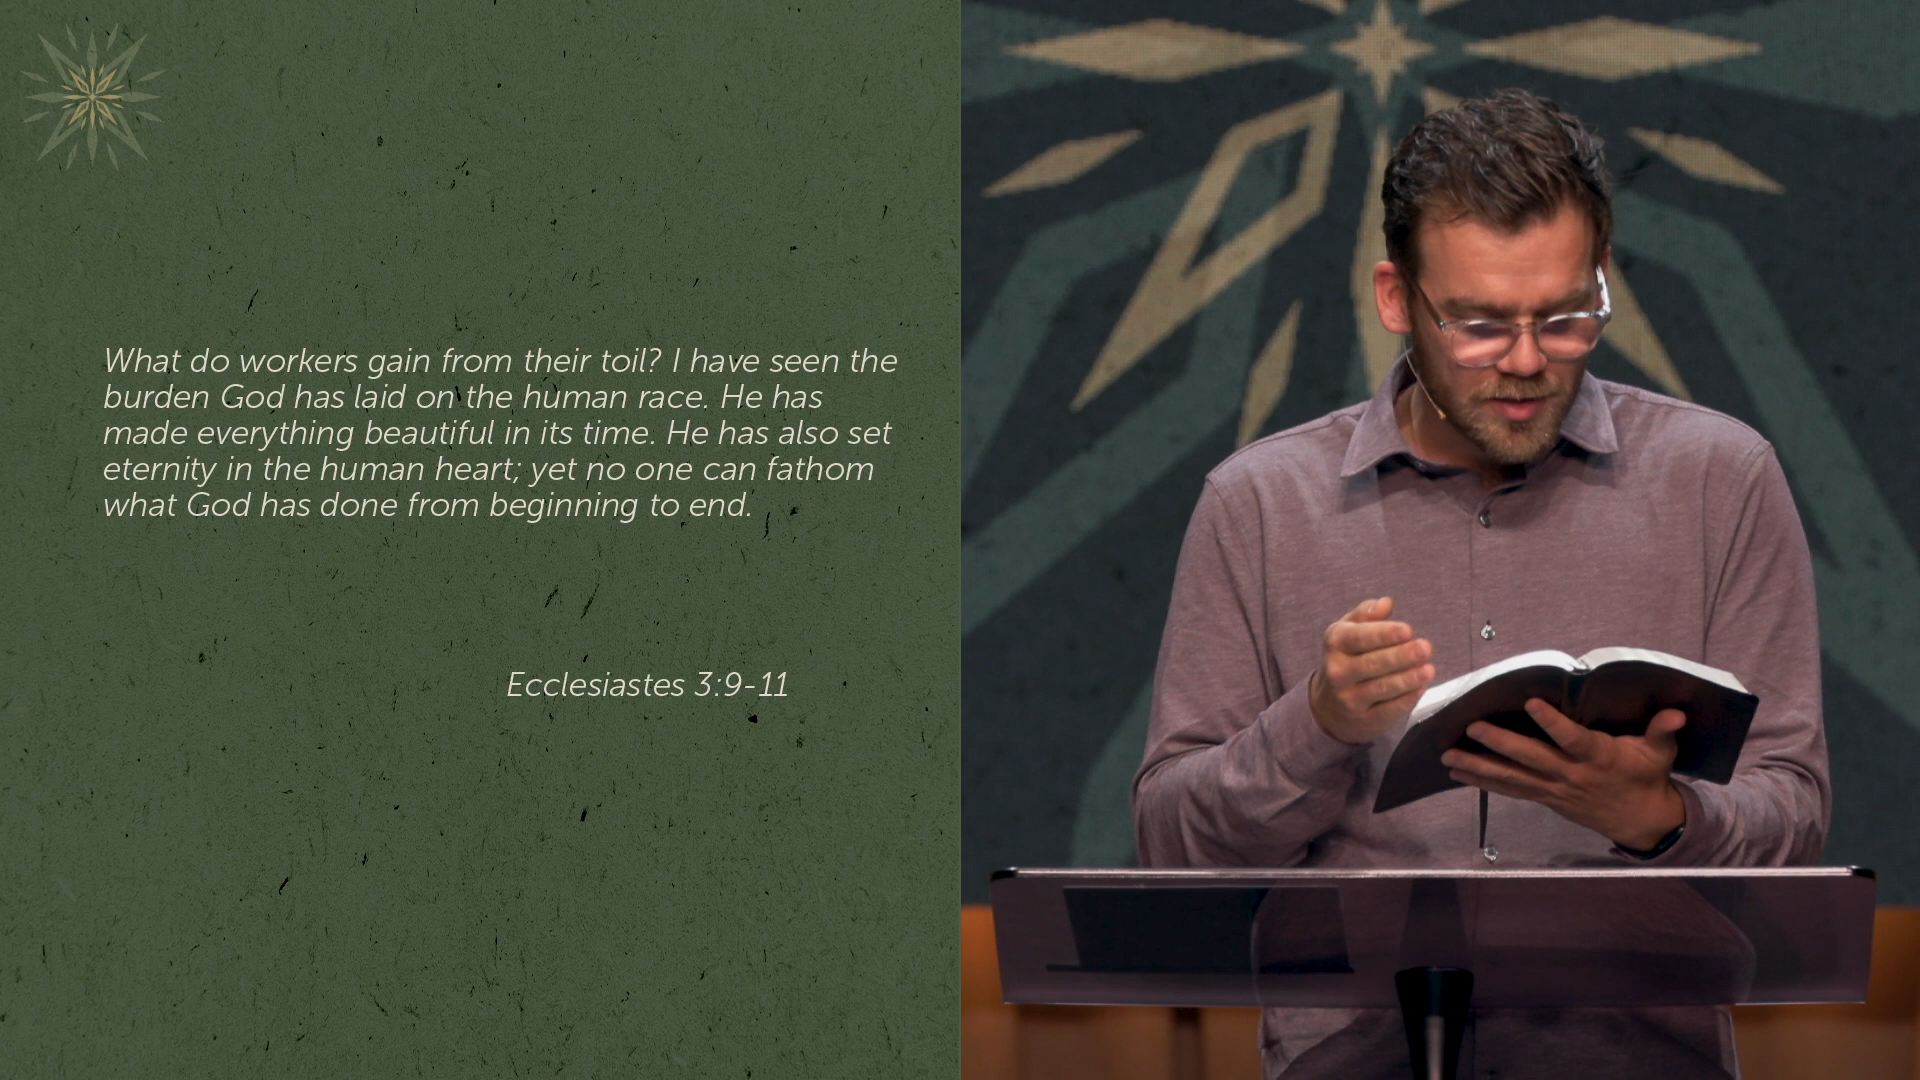 What do workers gain from their toil? I have seen the
burden God has laid on the human race. He has
made everything beautiful in its time. He has also set
eternity in the human heart; yet no one can fathom
what God has done from beginning to end.
Ecclesiastes 3:9-11